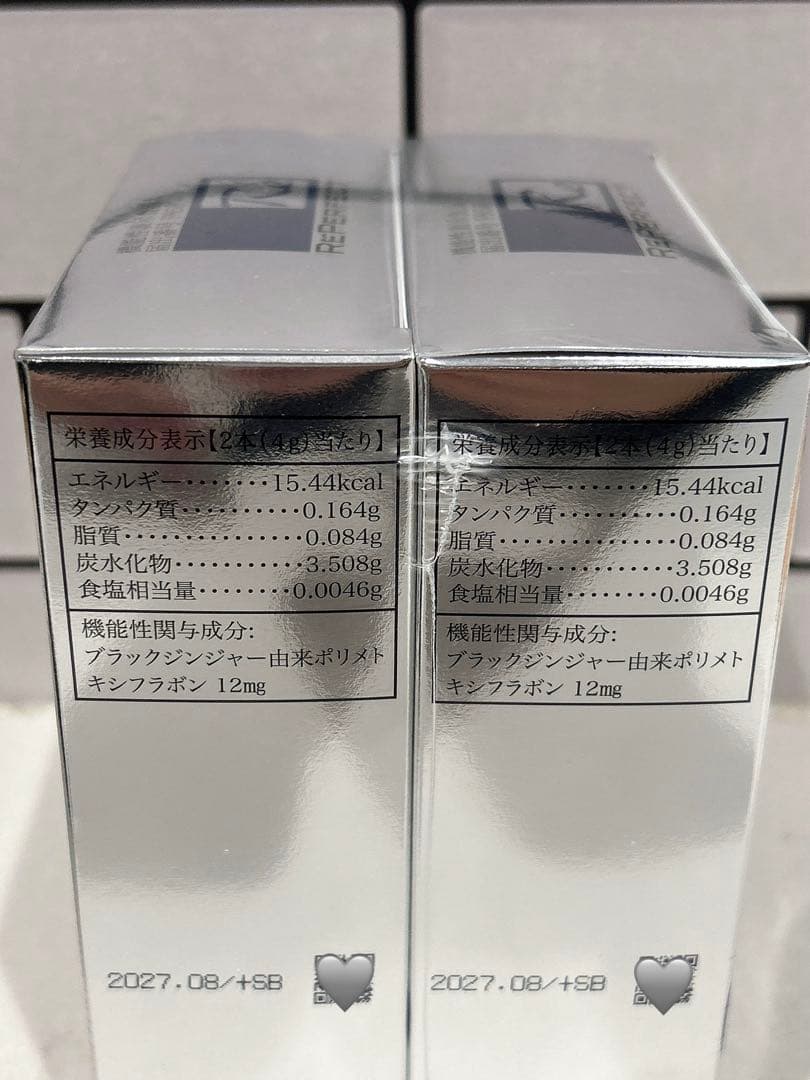 REPERFECT
栄養成分表示【2本(4g)当たり】
エネルギー・・・・・・・15.44kcal
タンパク質・・・・・・・・・・0.164g
脂質・・・・・・・・・・・・・・0.084g
炭水化物・・・・・・・・・・・3.508g
食塩相当量・・・・・・・・0.0046g
機能性関与成分:
ブラックジンジャー由来ポリメト
キシフラボン 12mg
2027.08/+SB
栄養成分表示【2本(4g)当たり】
エネルギー・・・・・・・15.44kcal
タンパク質・・・・・・・・・・0.164g
脂質・・・・・・・・・・・・・・0.084g
炭水化物・・・・・・・・・・・3.508g
食塩相当量・・・・・・・・0.0046g
機能性関与成分:
ブラックジンジャー由来ポリメト
キシフラボン 12mg
2027.08/+SB